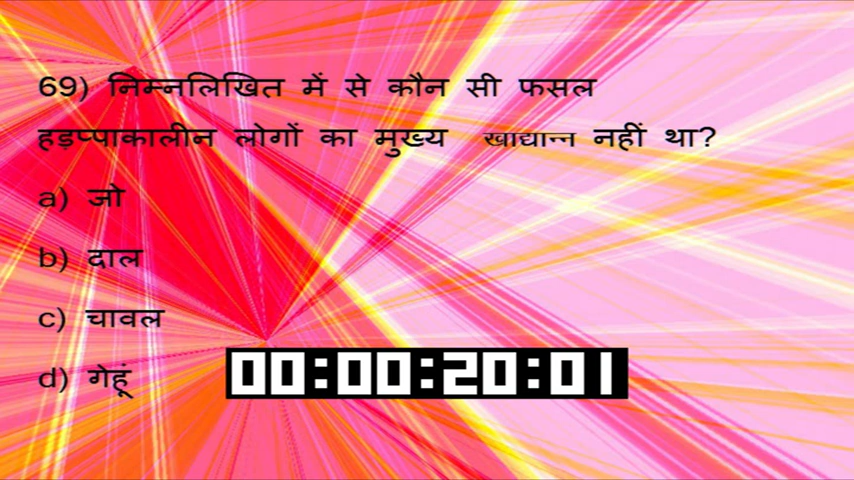 69) निम्नलिखित में से कौन सी फसल
हड़प्पाकालीन लोगों का मुख्य खाद्यान्न नहीं था?
a) जो
b) दाल
c) चावल
d) गेहूं
00:00:20:01